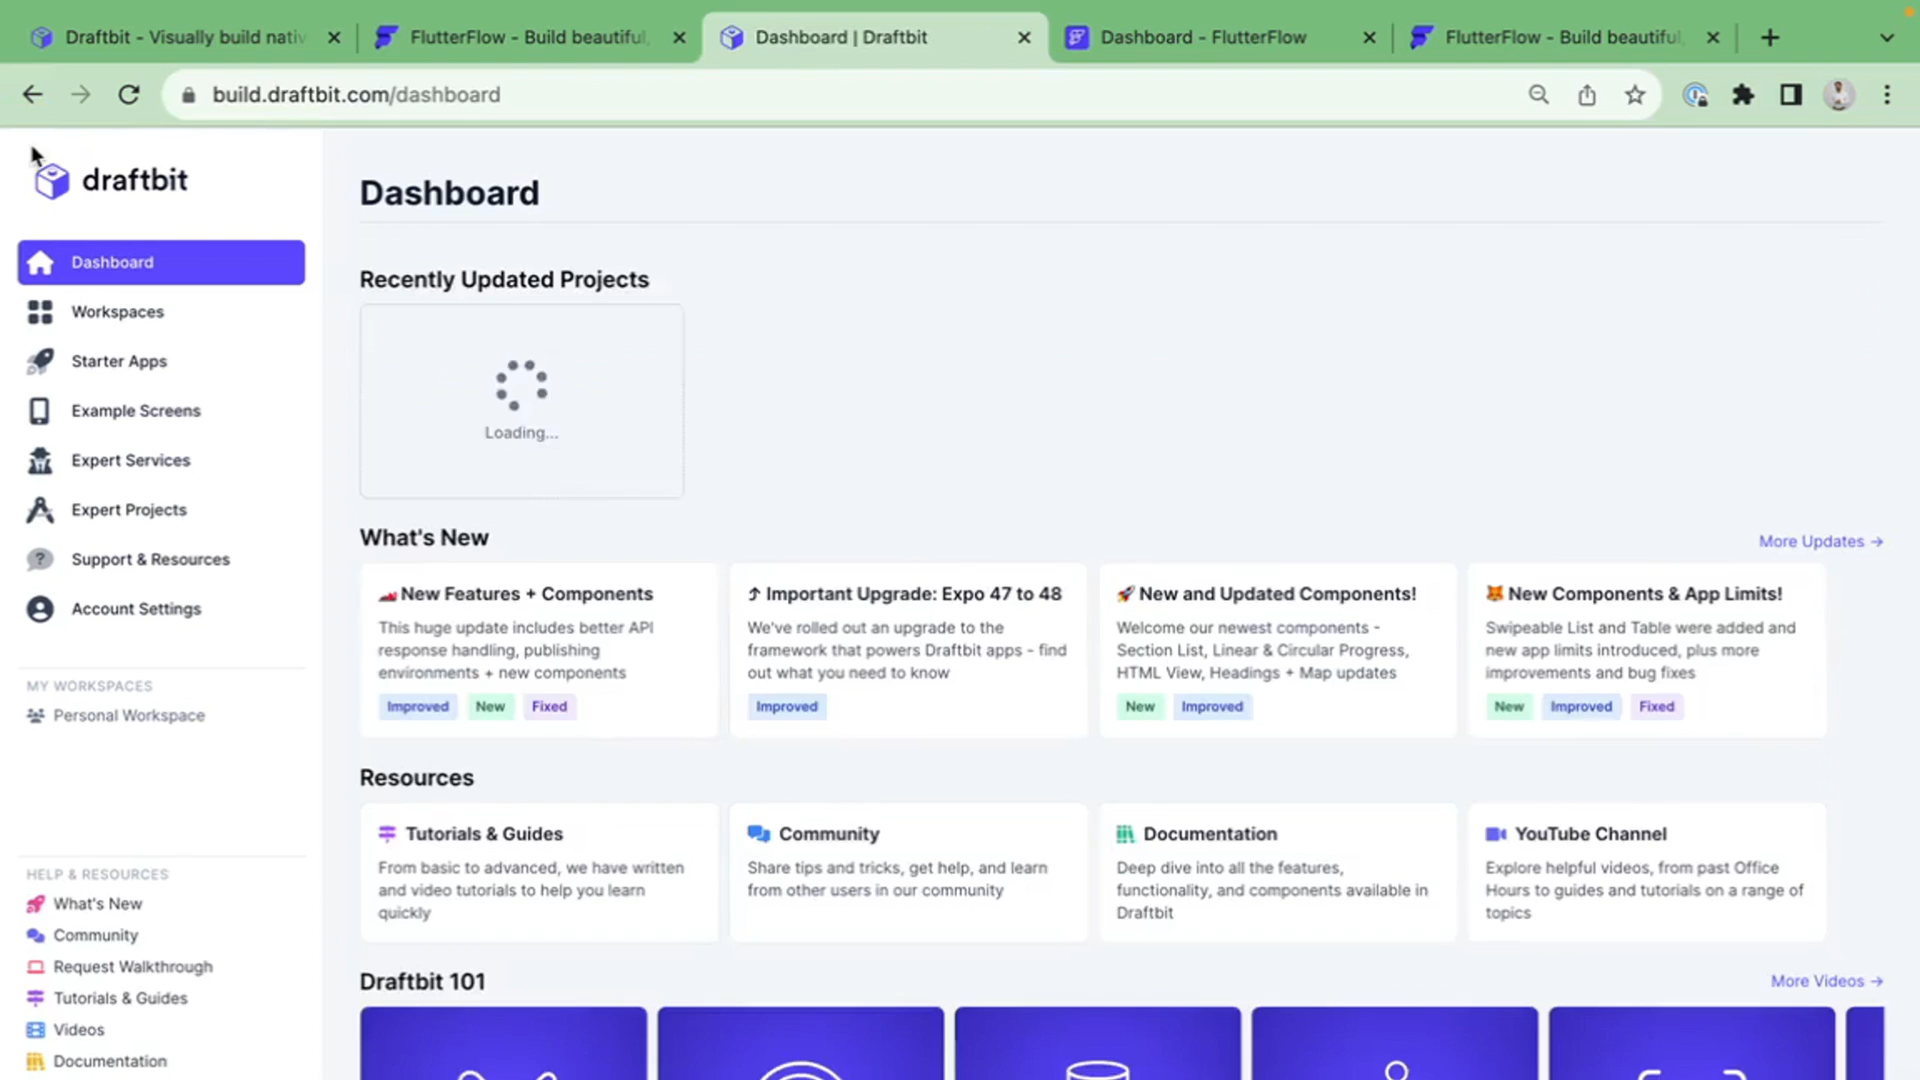 Draftbit - Visually build nativ
FlutterFlow - Build beautiful,
Dashboard | Draftbit
Dashboard - FlutterFlow
FlutterFlow - Build beautiful,
build.draftbit.com/dashboard
draftbit
Dashboard
Workspaces
Starter Apps
Example Screens
Expert Services
Expert Projects
Support & Resources
Account Settings
MY WORKSPACES
Personal Workspace
HELP & RESOURCES
What's New
Community
Request Walkthrough
Tutorials & Guides
Videos
Documentation
Dashboard
Recently Updated Projects
Loading...
What's New
More Updates →
New Features + Components
This huge update includes better API
response handling, publishing
environments + new components
Improved New Fixed
Important Upgrade: Expo 47 to 48
We've rolled out an upgrade to the
framework that powers Draftbit apps - find
out what you need to know
Improved
New and Updated Components!
Welcome our newest components -
Section List, Linear & Circular Progress,
HTML View, Headings + Map updates
New Improved
New Components & App Limits!
Swipeable List and Table were added and
new app limits introduced, plus more
improvements and bug fixes
New Improved Fixed
Resources
Tutorials & Guides
From basic to advanced, we have written
and video tutorials to help you learn
quickly
Community
Share tips and tricks, get help, and learn
from other users in our community
Documentation
Deep dive into all the features,
functionality, and components available in
Draftbit
YouTube Channel
Explore helpful videos, from past Office
Hours to guides and tutorials on a range of
topics
Draftbit 101
More Videos →